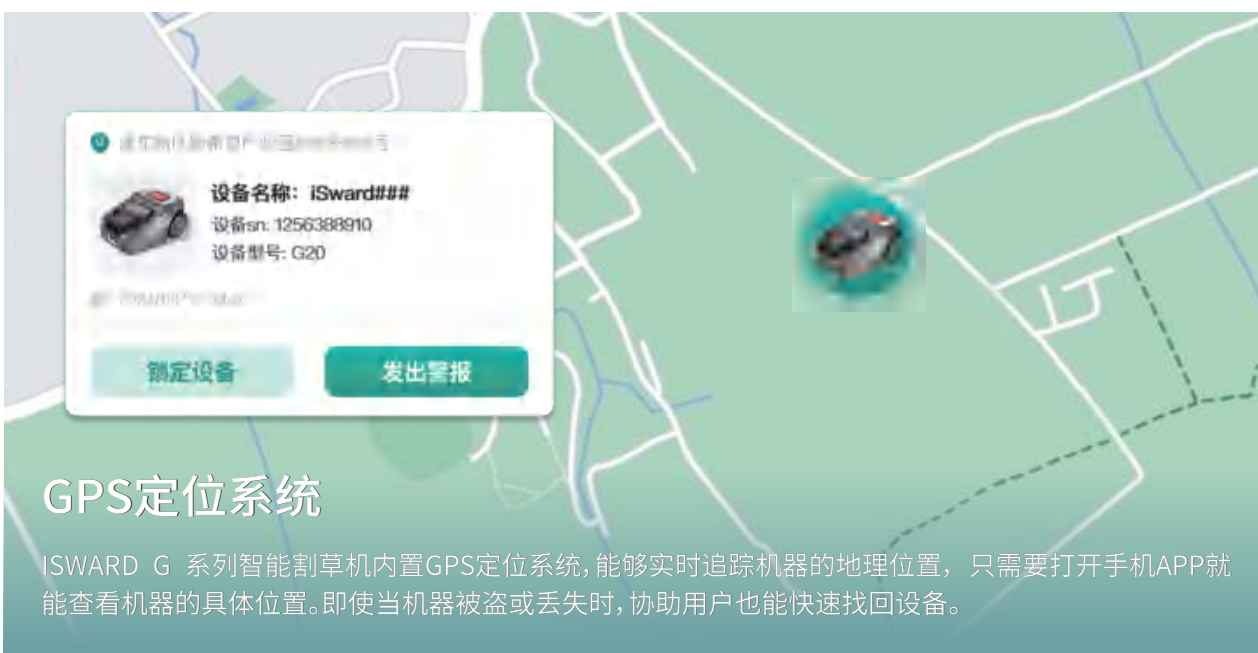 设备名称：iSward###
设备sn: 1256388910
设备型号: G20
锁定设备
发出警报
GPS定位系统
ISWARD G 系列智能割草机内置GPS定位系统,能够实时追踪机器的地理位置，只需要打开手机APP就
能查看机器的具体位置。即使当机器被盗或丢失时,协助用户也能快速找回设备。